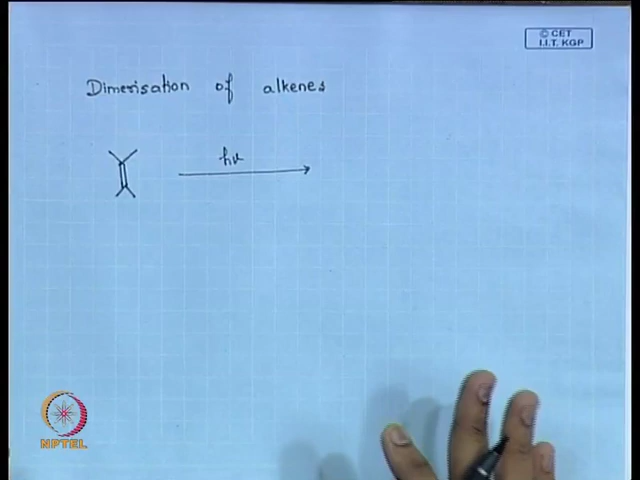 © CET
I.I.T. KGP
Dimerisation of alkenes
hν
NPTEL